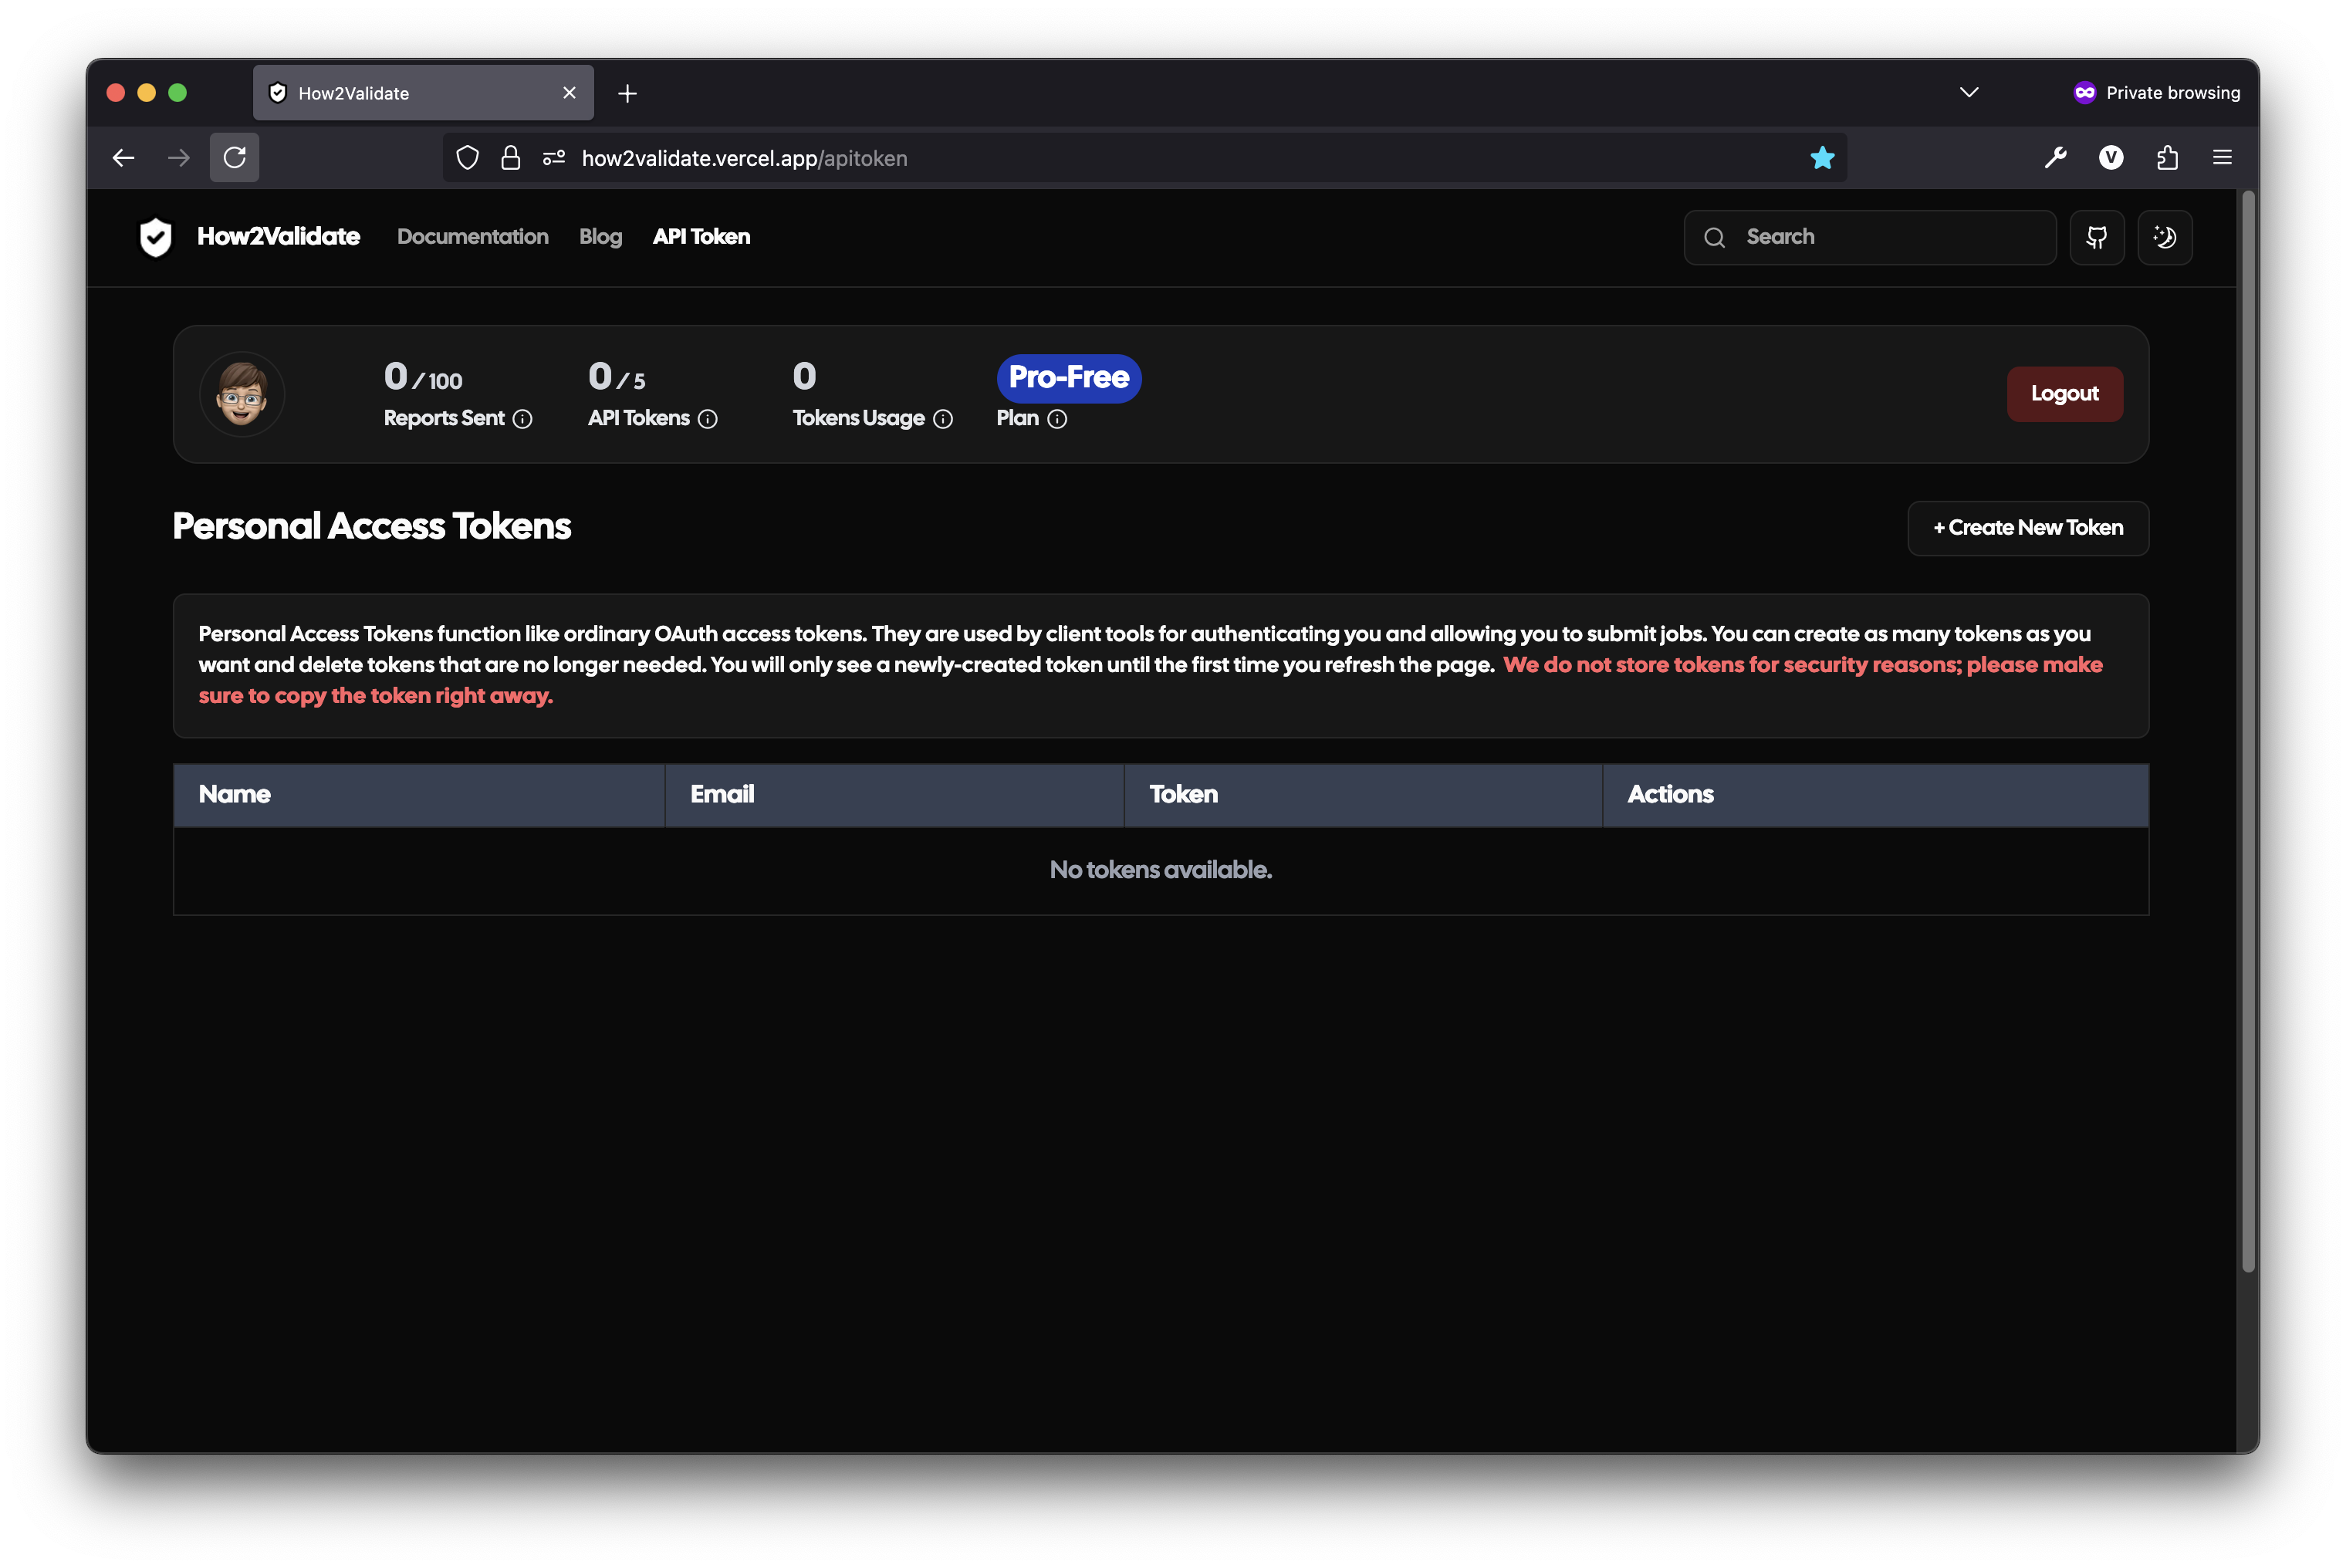 How2Validate
Private browsing
how2validate.vercel.app/apitoken
V
How2Validate Documentation Blog API Token Search
0 / 100 0 / 5 0 Pro-Free
Reports Sent API Tokens Tokens Usage Plan
Logout
Personal Access Tokens
+ Create New Token
Personal Access Tokens function like ordinary OAuth access tokens. They are used by client tools for authenticating you and allowing you to submit jobs. You can create as many tokens as you
want and delete tokens that are no longer needed. You will only see a newly-created token until the first time you refresh the page. We do not store tokens for security reasons; please make
sure to copy the token right away.
Name Email Token Actions
No tokens available.